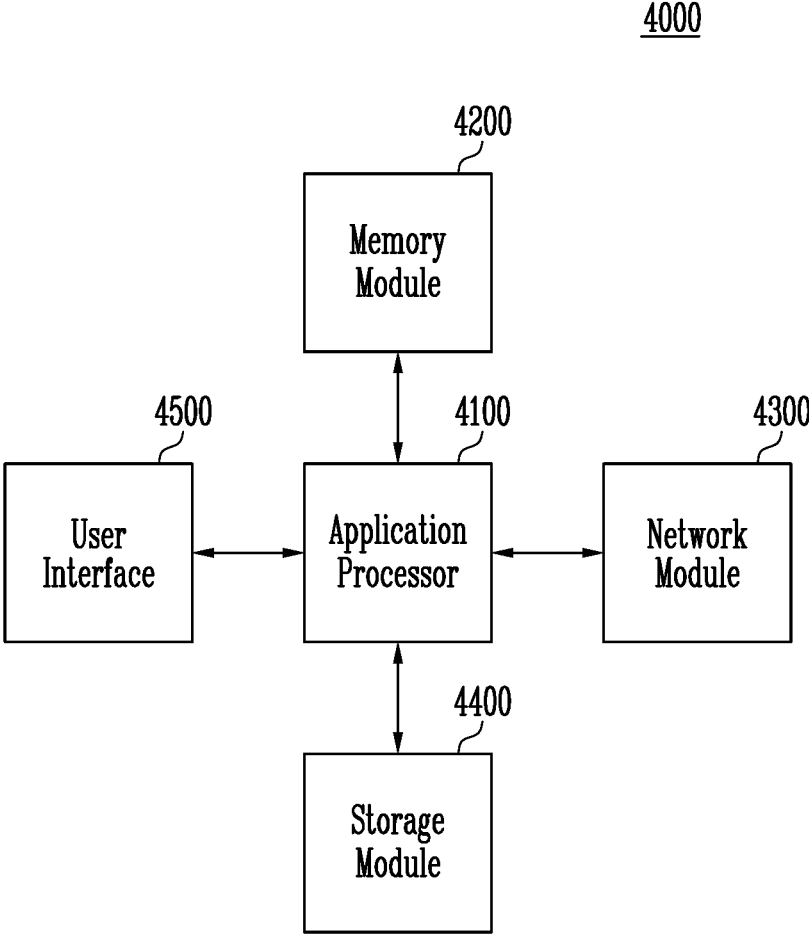 4000
4200
Memory
Module
4500
4100
4300
User
Interface
Application
Processor
Network
Module
4400
Storage
Module